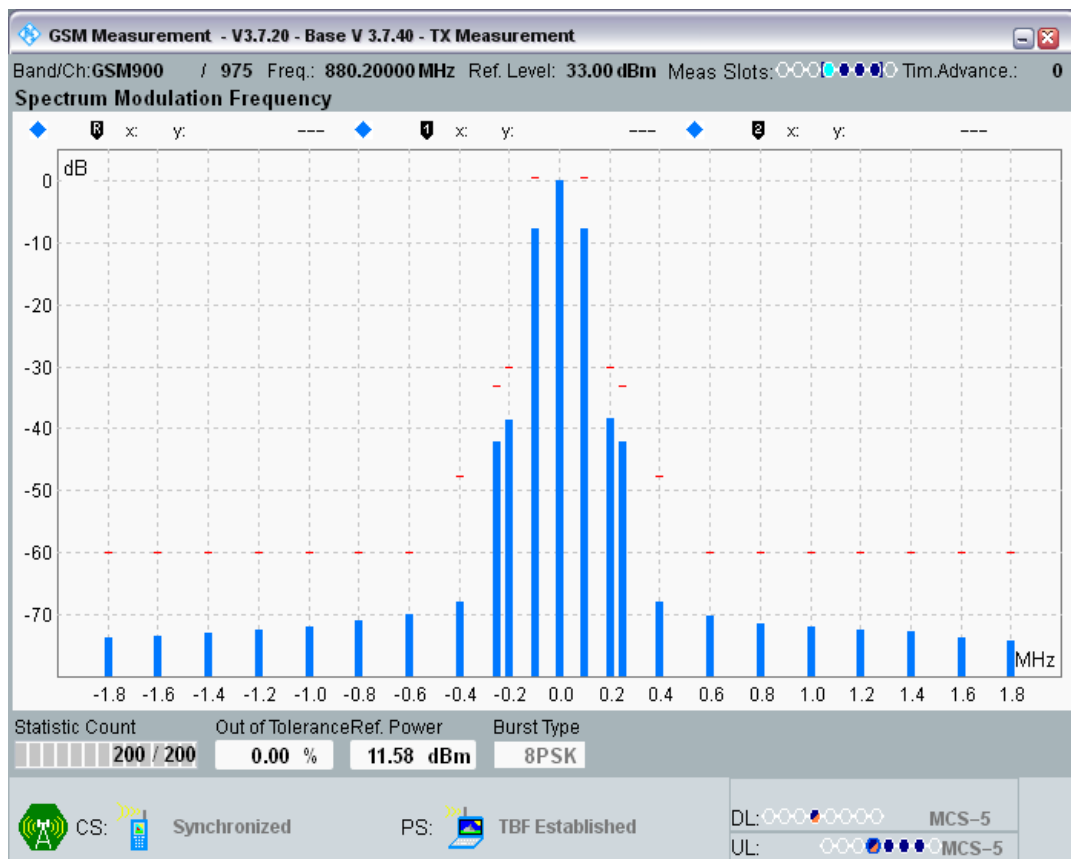 GSM Measurement - V3.7.20 - Base V 3.7.40 - TX Measurement
Band/Ch:GSM900 / 975 Freq.: 880.20000 MHz Ref. Level: 33.00 dBm Meas Slots: Tim.Advance.: 0
Spectrum Modulation Frequency
R x: y: --- 1 x: y: --- 2 x: y: ---
dB
0
-10
-20
-30
-40
-50
-60
-70
MHz
-1.8 -1.6 -1.4 -1.2 -1.0 -0.8 -0.6 -0.4 -0.2 0.0 0.2 0.4 0.6 0.8 1.0 1.2 1.4 1.6 1.8
Statistic Count Out of Tolerance Ref. Power Burst Type
200 / 200 0.00 % 11.58 dBm 8PSK
CS: Synchronized PS: TBF Established
DL: MCS-5
UL: MCS-5